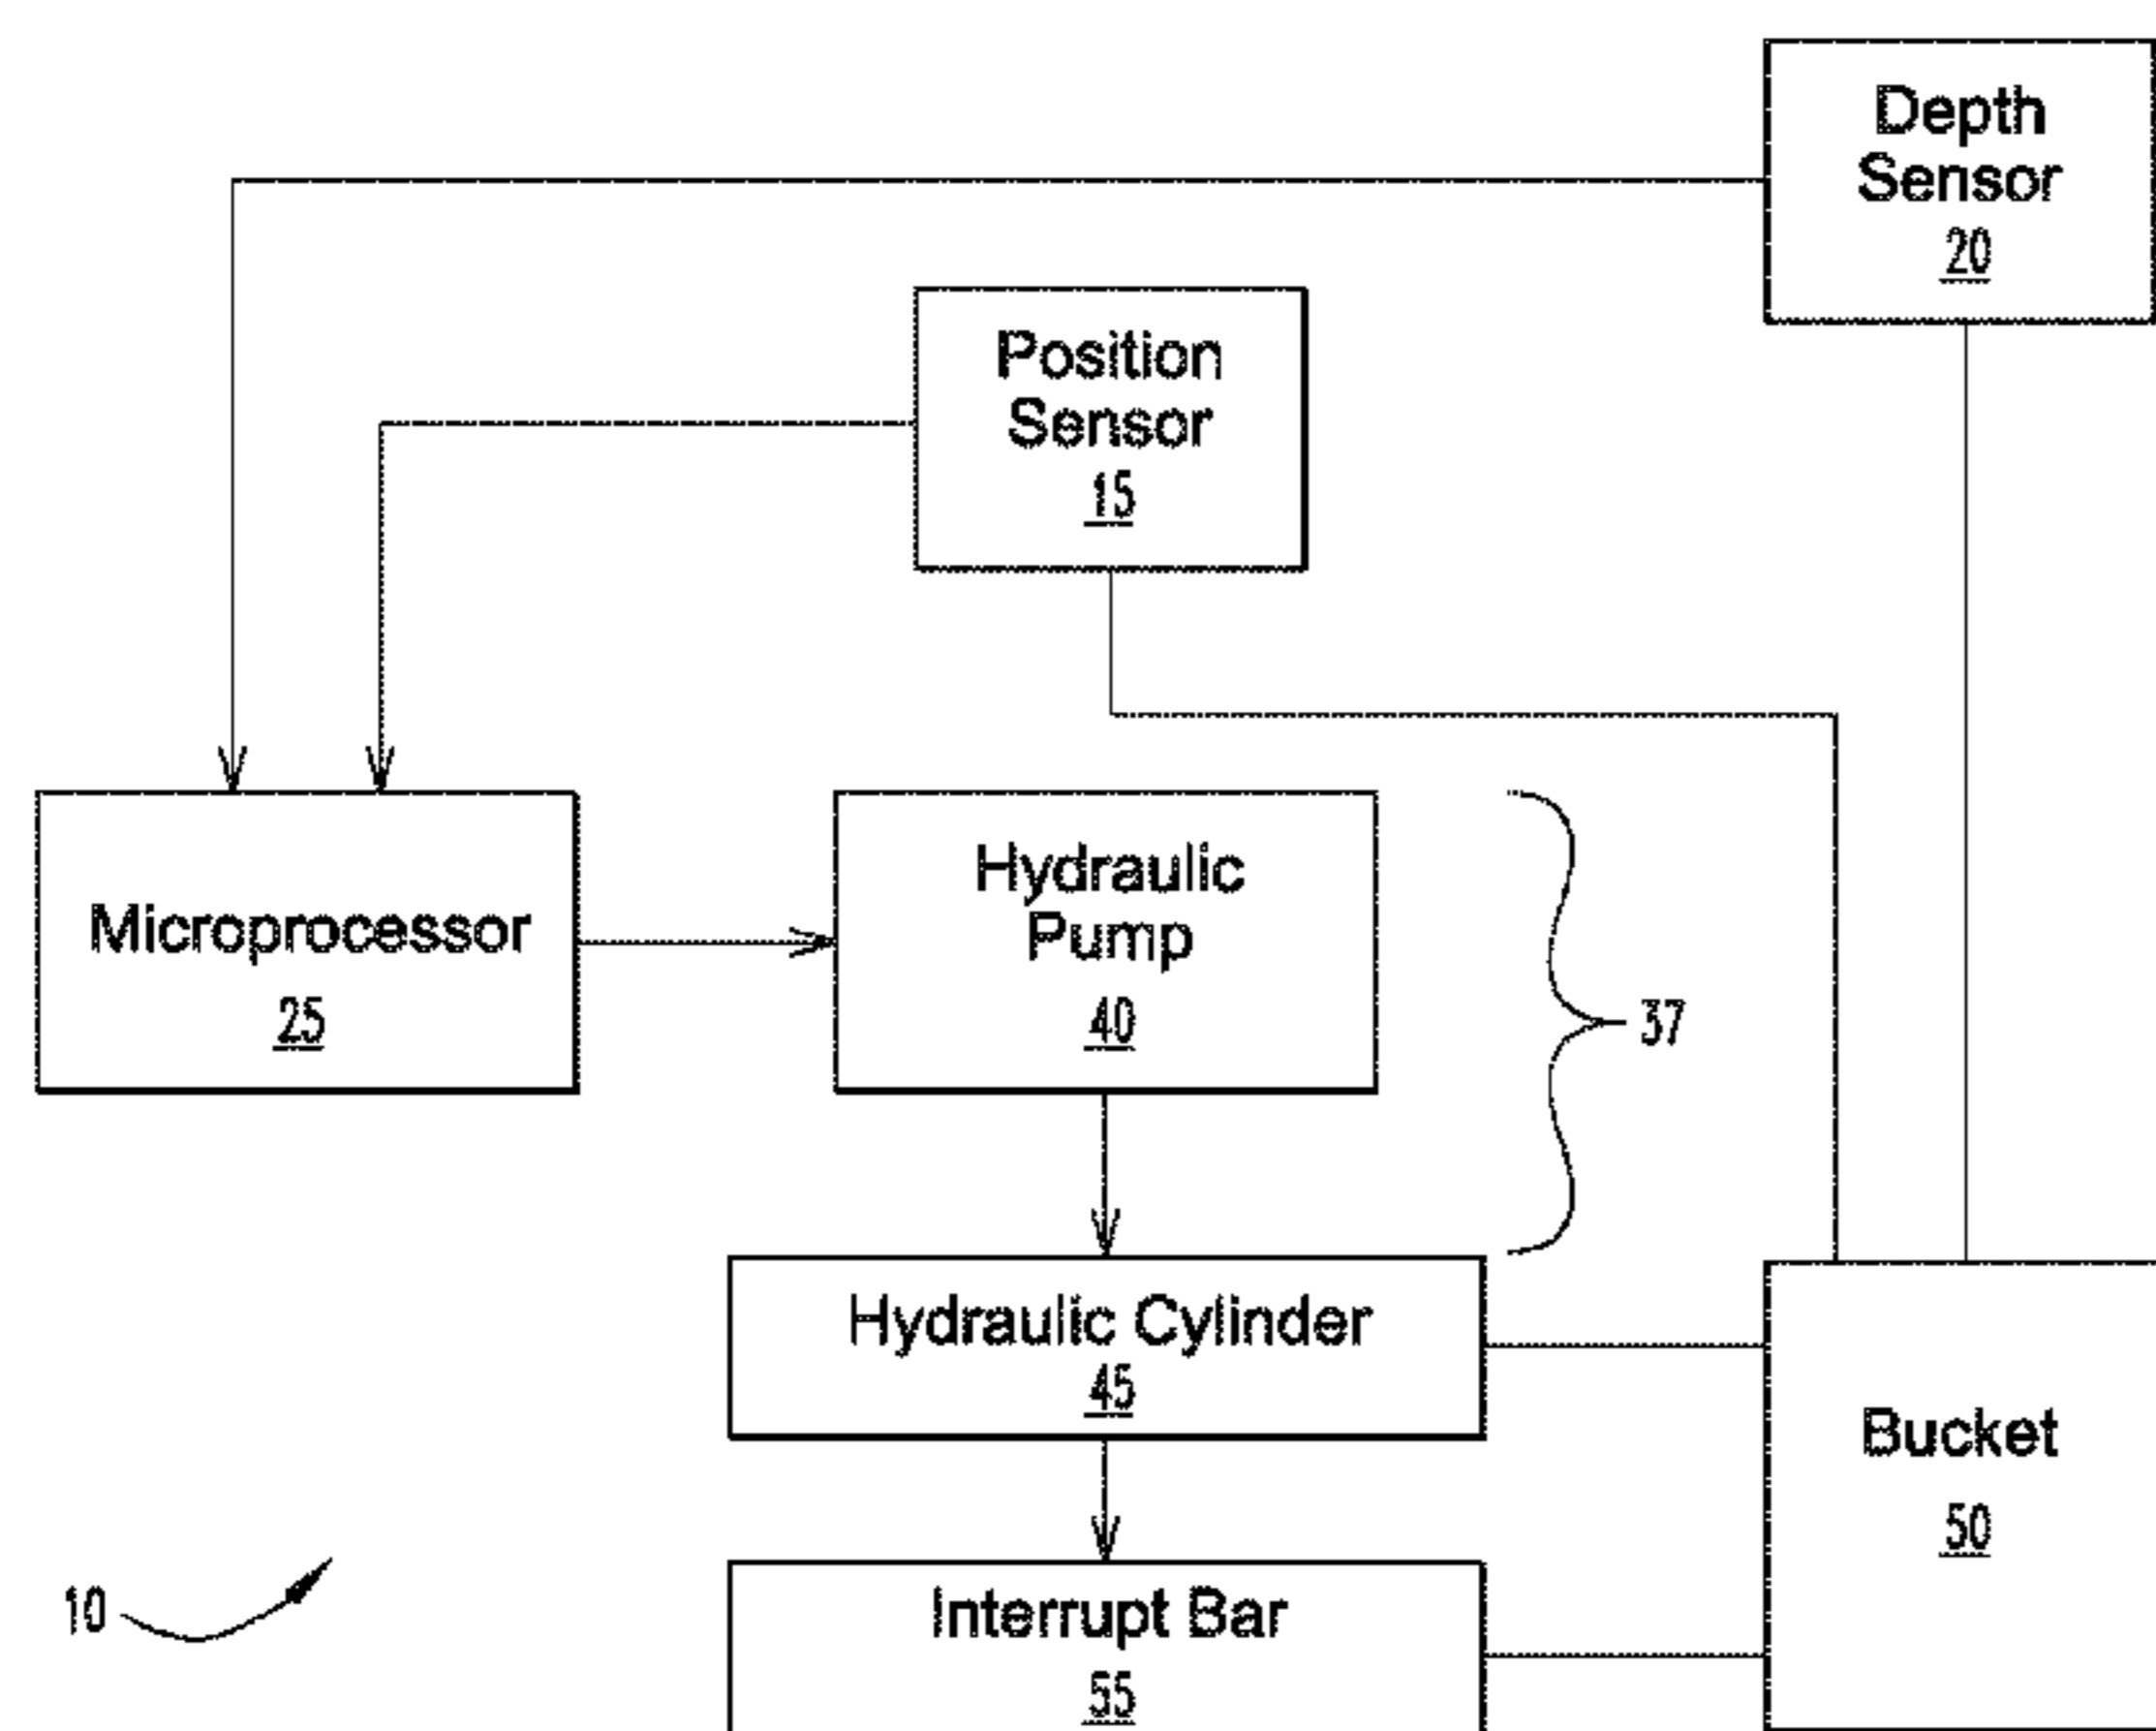 Depth
Sensor
20
Position
Sensor
15
Microprocessor
25
Hydraulic
Pump
40
37
Hydraulic Cylinder
45
Bucket
50
10
Interrupt Bar
55